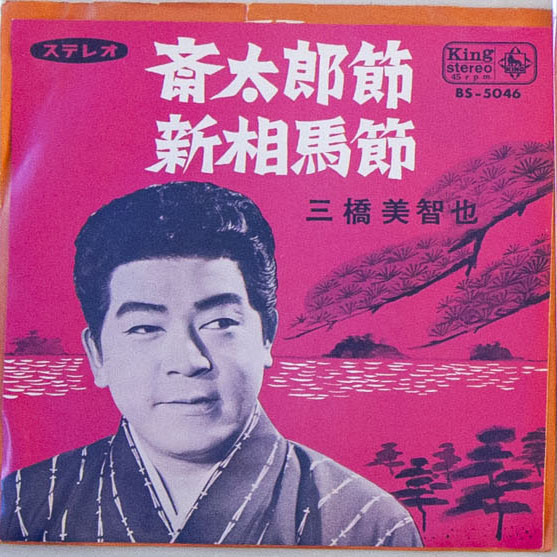 ステレオ
斎太郎節
新相馬節
三橋美智也
King
stereo
45 r.p.m
KING
BS-5046